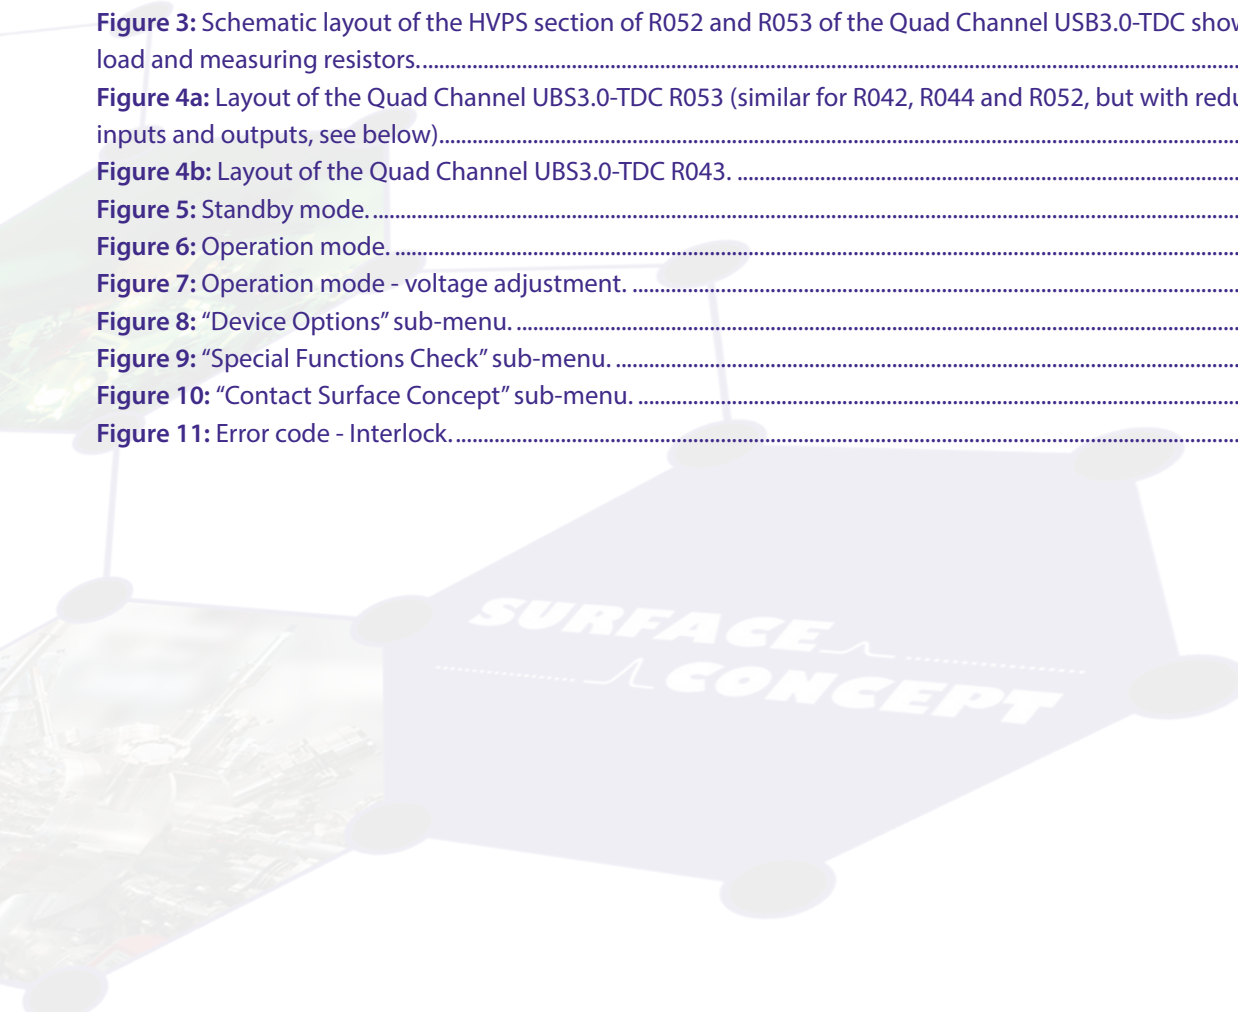 Figure 3: Schematic layout of the HVPS section of R052 and R053 of the Quad Channel USB3.0-TDC
load and measuring resistors.
Figure 4a: Layout of the Quad Channel UBS3.0-TDC R053 (similar for R042, R044 and R052, but with
inputs and outputs, see below)
Figure 4b: Layout of the Quad Channel UBS3.0-TDC R043.
Figure 5: Standby mode.
Figure 6: Operation mode.
Figure 7: Operation mode - voltage adjustment.
Figure 8: “Device Options” sub-menu.
Figure 9: “Special Functions Check” sub-menu.
Figure 10: “Contact Surface Concept” sub-menu.
Figure 11: Error code - Interlock.
SURFACE
CONCEPT